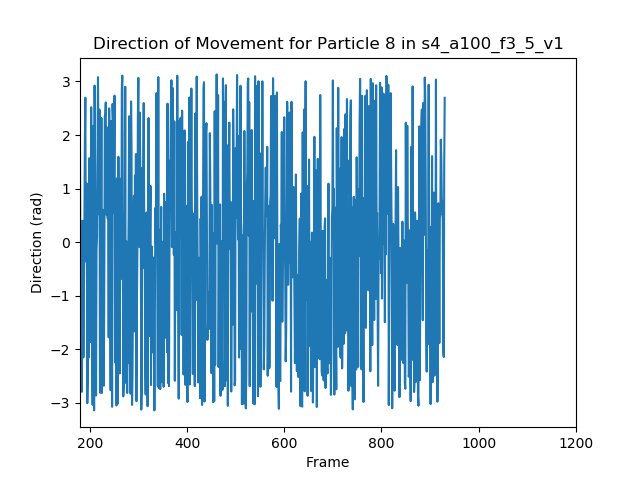 Direction of Movement for Particle 8 in s4_a100_f3_5_v1
3
2
1
0
−1
−2
−3
Direction (rad)
200 400 600 800 1000 1200
Frame